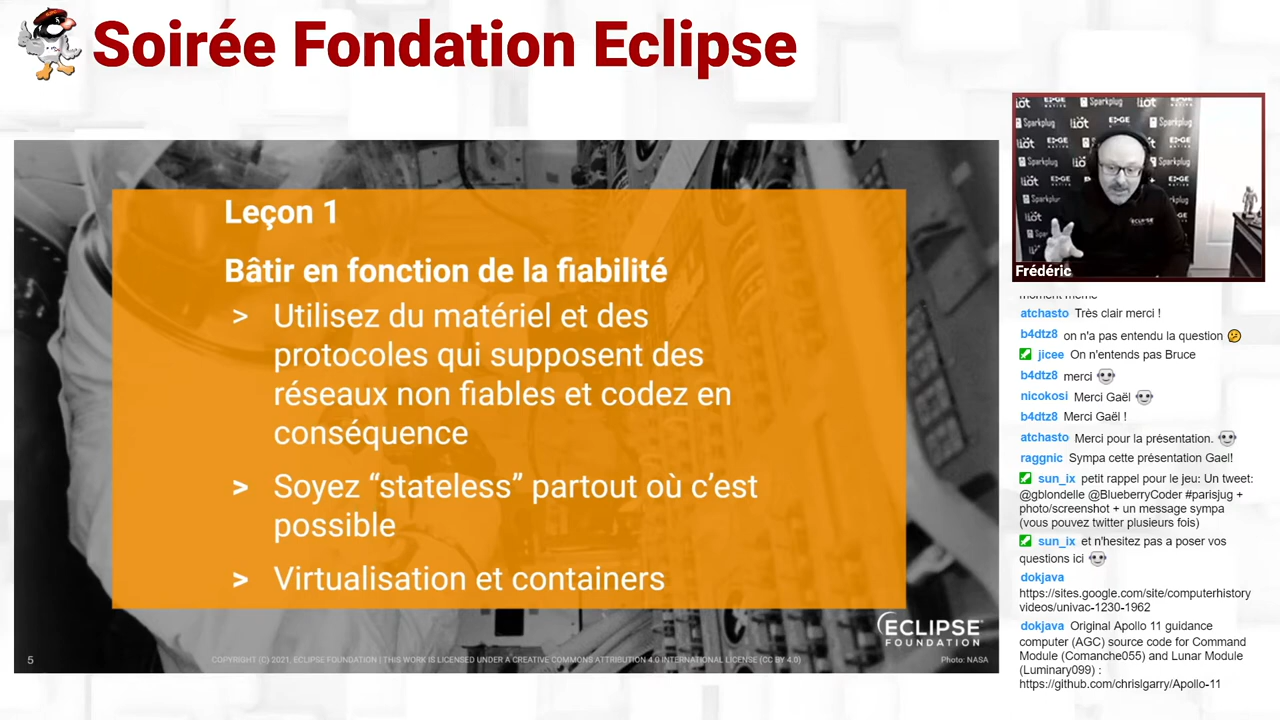 Soirée Fondation Eclipse
Leçon 1
Bâtir en fonction de la fiabilité
> Utilisez du matériel et des
protocoles qui supposent des
réseaux non fiables et codez en
conséquence
> Soyez “stateless” partout où c’est
possible
> Virtualisation et containers
ECLIPSE
FOUNDATION
5
COPYRIGHT (C) 2021, ECLIPSE FOUNDATION | THIS WORK IS LICENSED UNDER A CREATIVE COMMONS ATTRIBUTION 4.0 INTERNATIONAL LICENSE (CC BY 4.0)
Photo: NASA
Sparkplug
iot
EDGE
NATIVE
ECLIPSE
Frédéric
moment même
atchasto Très clair merci !
b4dtz8 on n'a pas entendu la question
jicee On n'entends pas Bruce
b4dtz8 merci
nicokosi Merci Gaël
b4dtz8 Merci Gaël !
atchasto Merci pour la présentation.
raggnic Sympa cette présentation Gael!
sun_ix petit rappel pour le jeu: Un tweet:
@gblondelle @BlueberryCoder #parisjug +
photo/screenshot + un message sympa
(vous pouvez twitter plusieurs fois)
sun_ix et n'hesitez pas a poser vos
questions ici
dokjava
https://sites.google.com/site/computerhistory
videos/univac-1230-1962
dokjava Original Apollo 11 guidance
computer (AGC) source code for Command
Module (Comanche055) and Lunar Module
(Luminary099) :
https://github.com/chrislgarry/Apollo-11